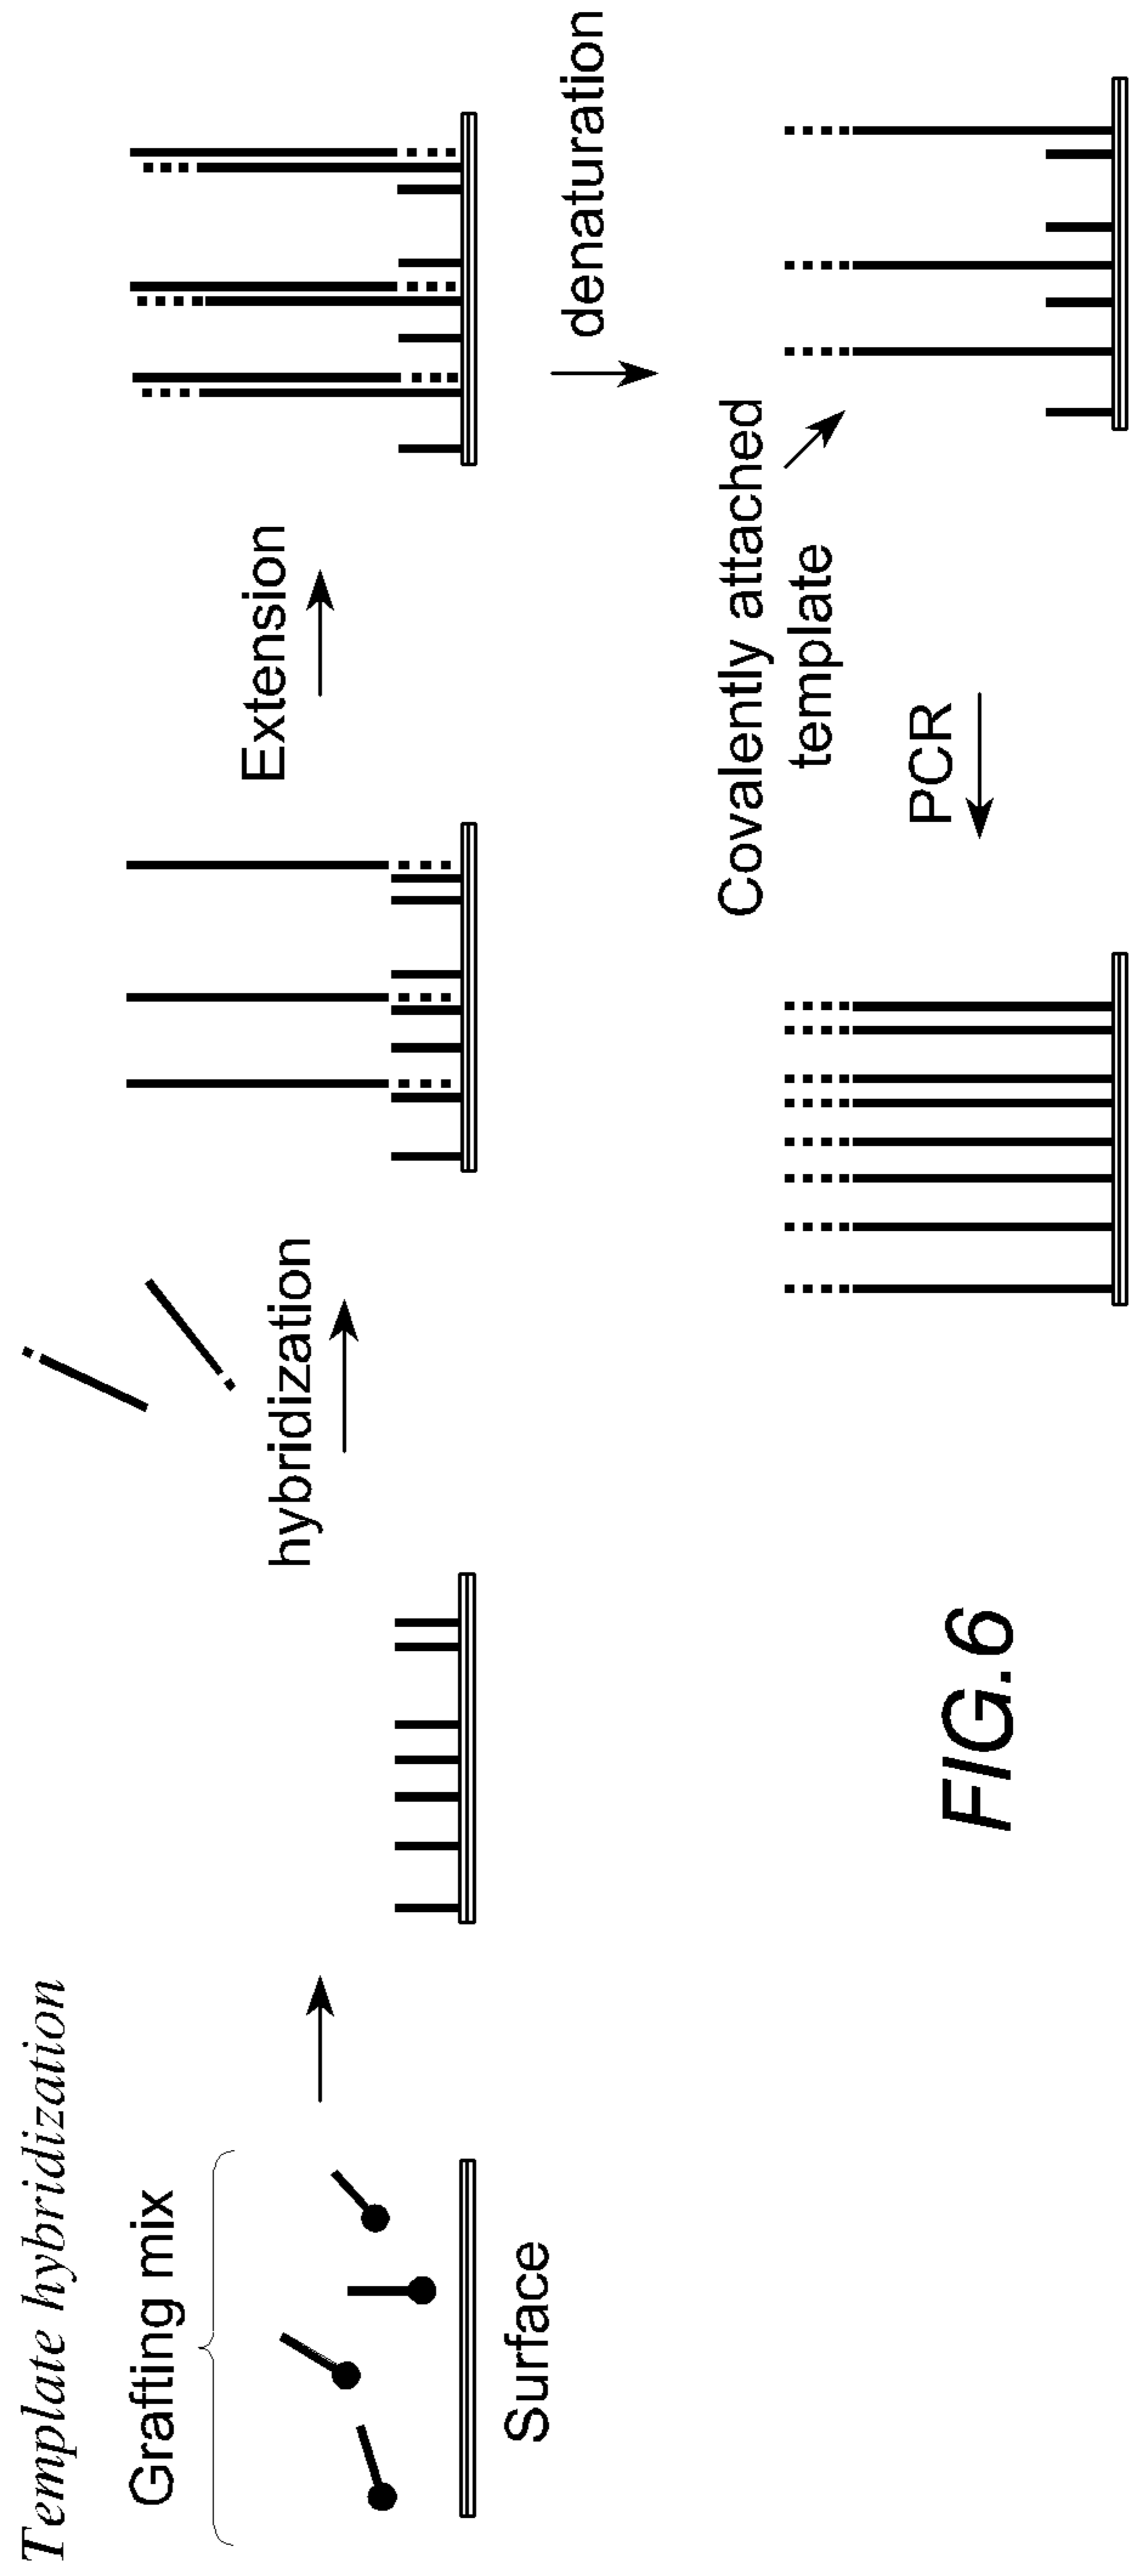 Template hybridization
Grafting mix
Surface
hybridization
Extension
denaturation
Covalently attached
template
PCR
FIG.6